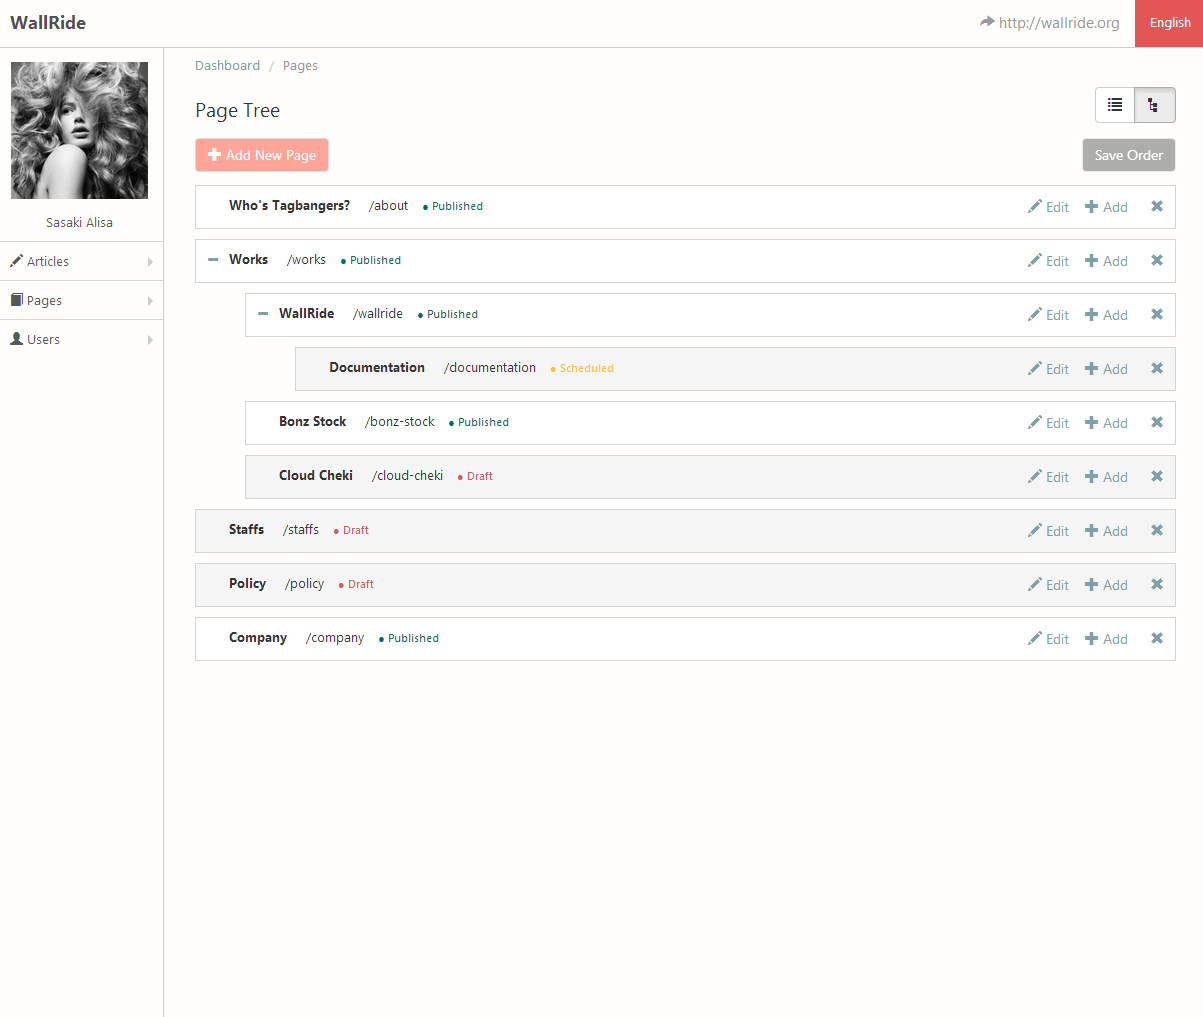 WallRide
http://wallride.org
English
Dashboard / Pages
Page Tree
Add New Page
Save Order
Sasaki Alisa
Articles
Pages
Users
Who's Tagbangers? /about ● Published Edit Add
Works /works ● Published Edit Add
WallRide /wallride ● Published Edit Add
Documentation /documentation ● Scheduled Edit Add
Bonz Stock /bonz-stock ● Published Edit Add
Cloud Cheki /cloud-cheki ● Draft Edit Add
Staffs /staffs ● Draft Edit Add
Policy /policy ● Draft Edit Add
Company /company ● Published Edit Add